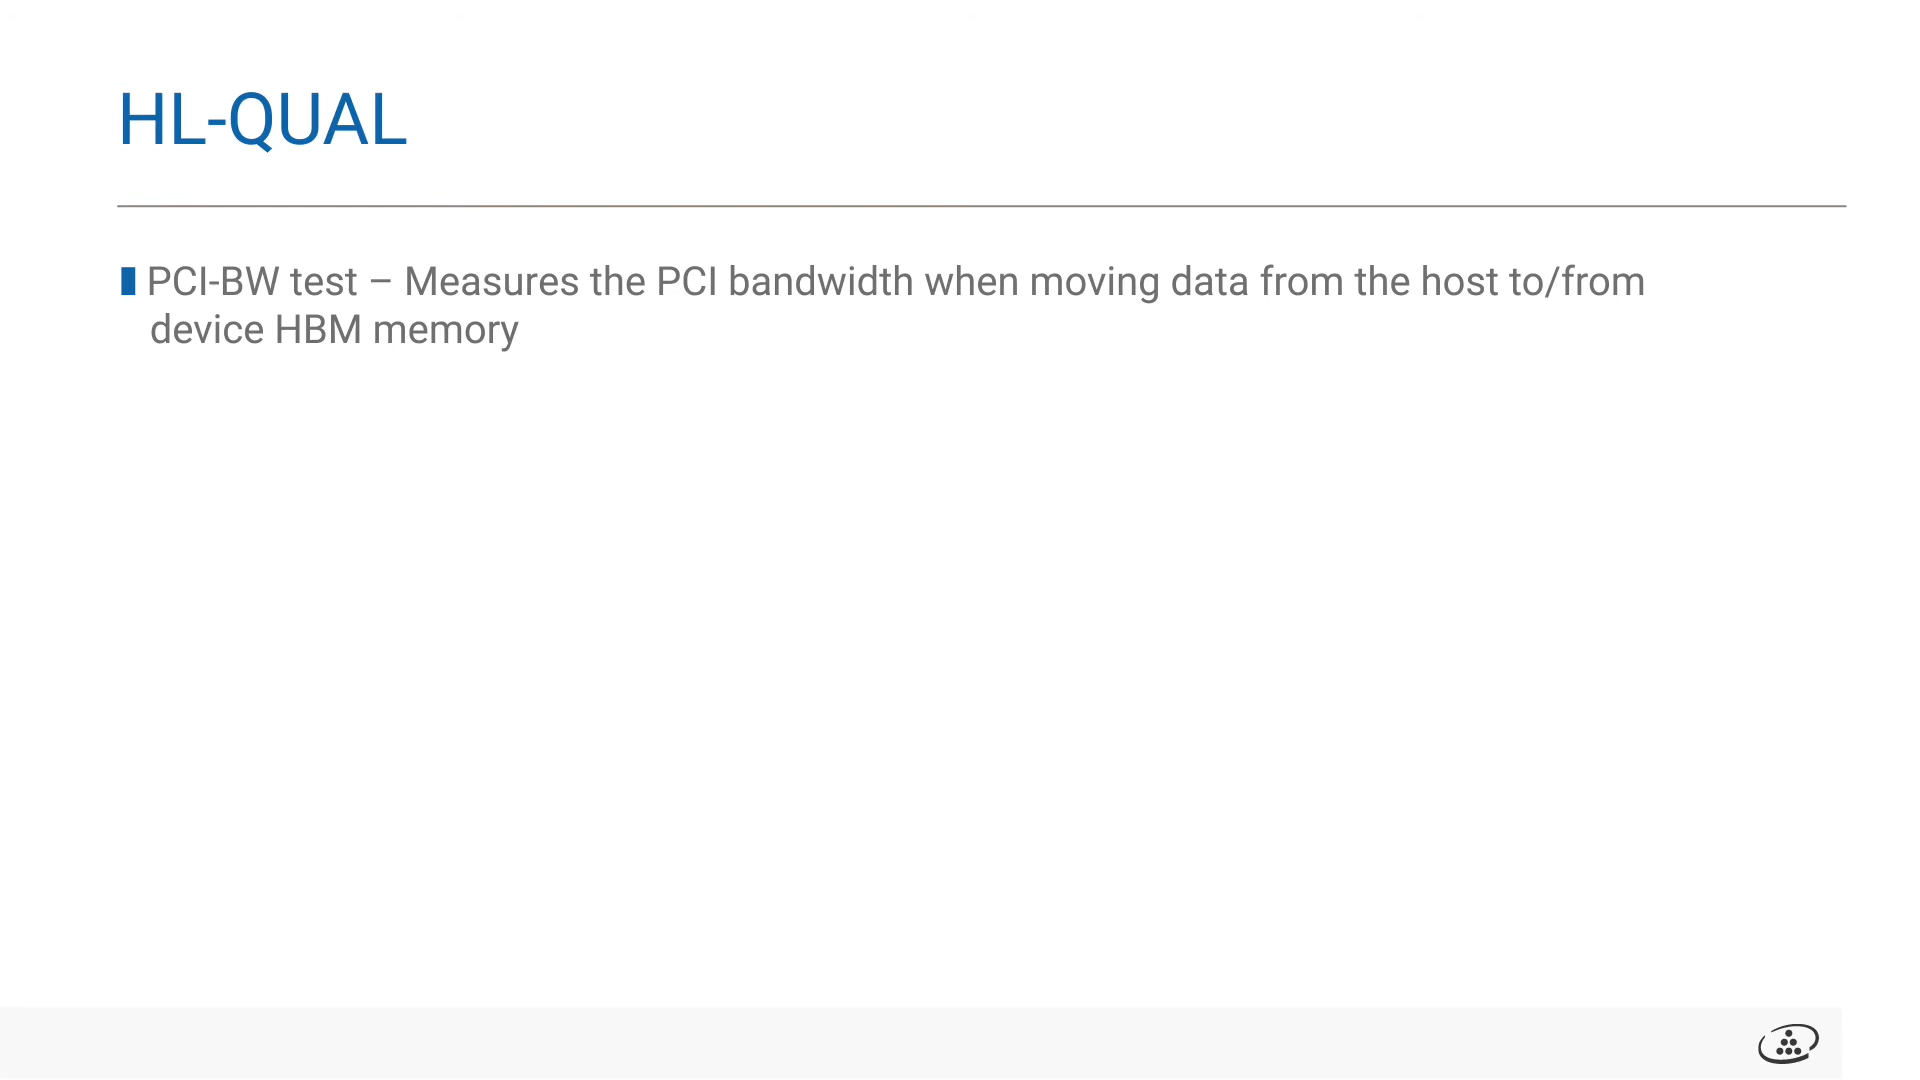 HL-QUAL
PCI-BW test – Measures the PCI bandwidth when moving data from the host to/from
device HBM memory